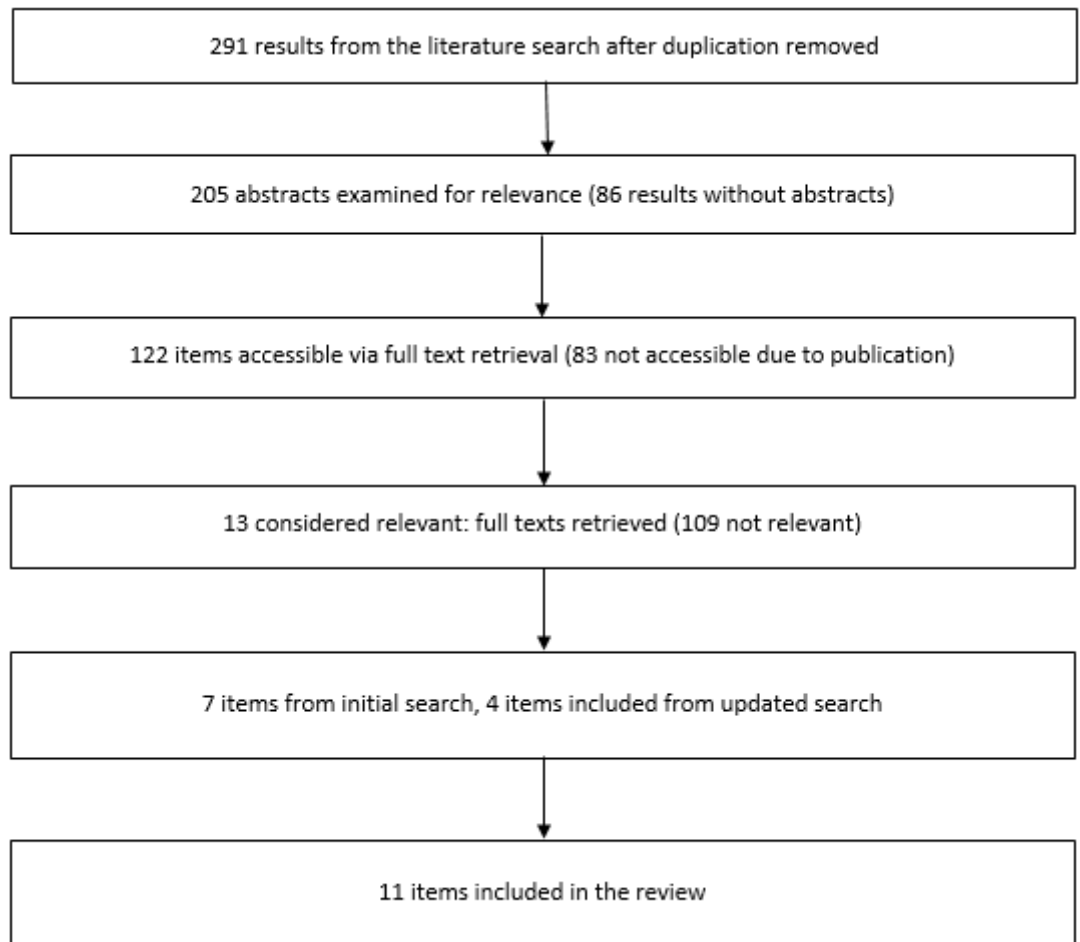 291 results from the literature search after duplication removed
205 abstracts examined for relevance (86 results without abstracts)
122 items accessible via full text retrieval (83 not accessible due to publication)
13 considered relevant: full texts retrieved (109 not relevant)
7 items from initial search, 4 items included from updated search
11 items included in the review